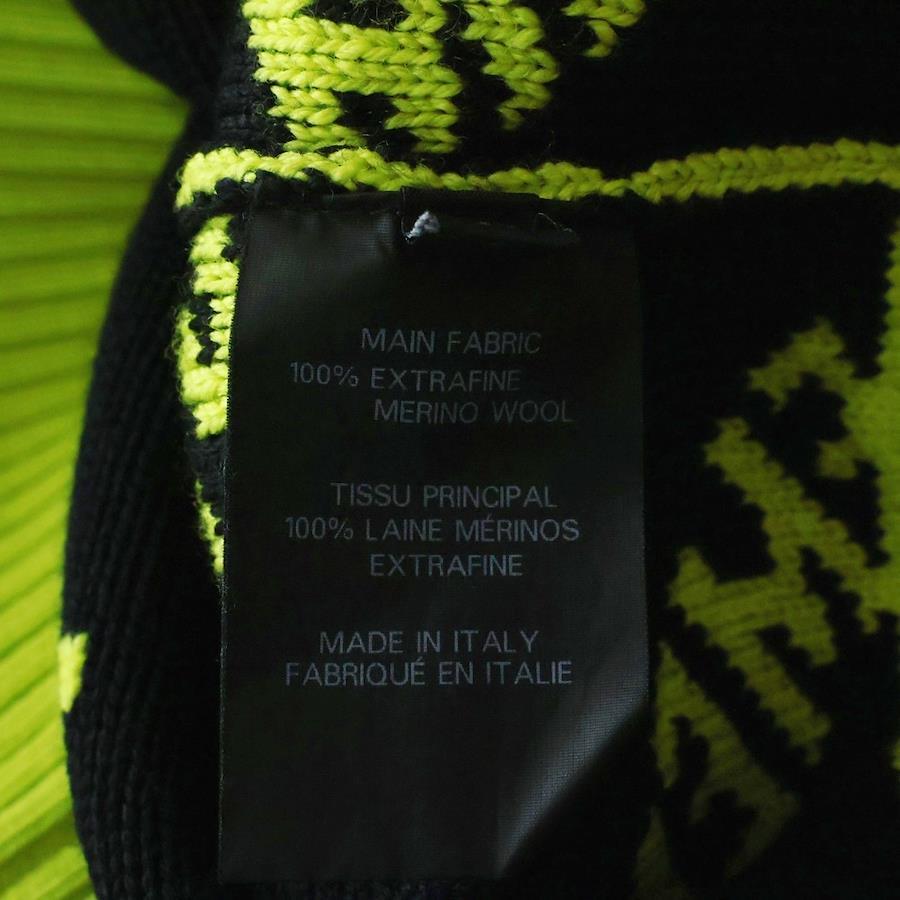 MAIN FABRIC
100% EXTRAFINE
MERINO WOOL
TISSU PRINCIPAL
100% LAINE MÉRINOS
EXTRAFINE
MADE IN ITALY
FABRIQUÉ EN ITALIE